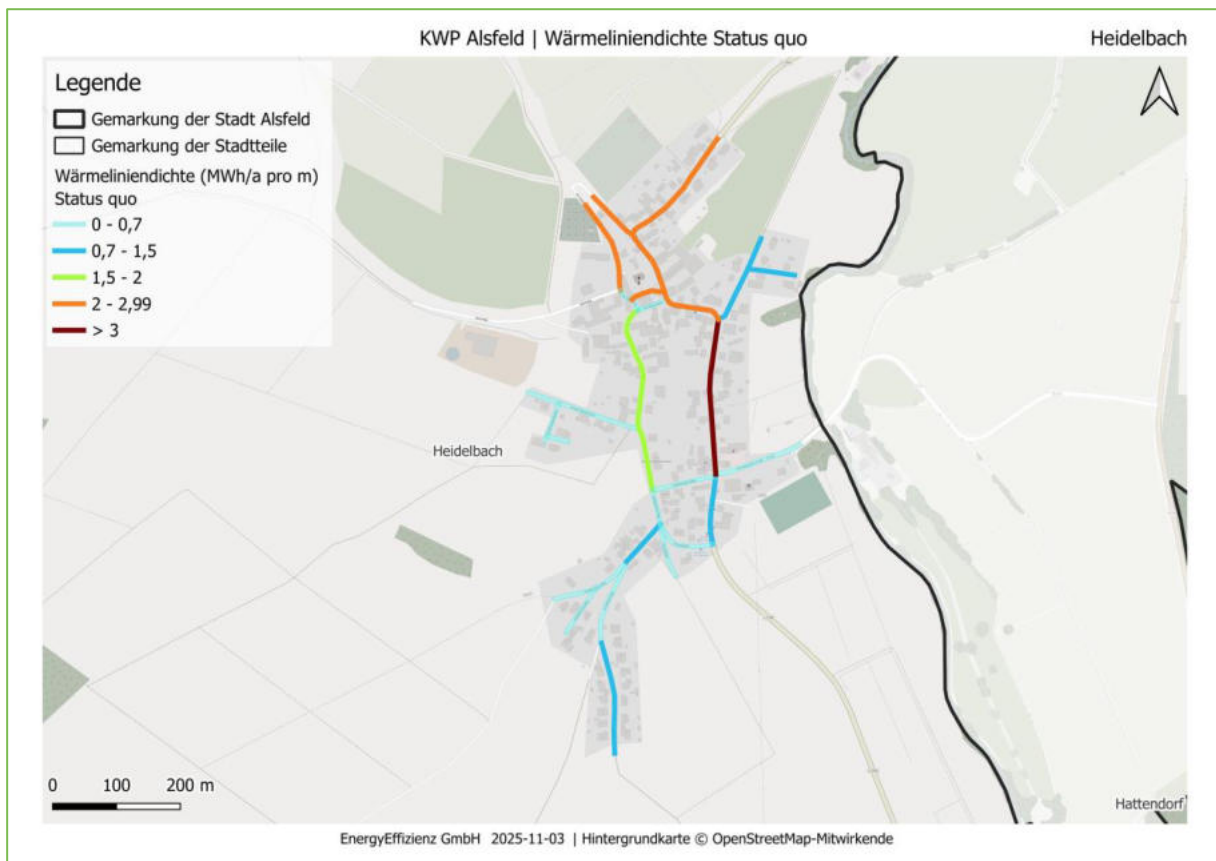 KWP Alsfeld | Wärmeliniendichte Status quo
Heidelbach
Legende
Gemarkung der Stadt Alsfeld
Gemarkung der Stadtteile
Wärmeliniendichte (MWh/a pro m)
Status quo
0 - 0,7
0,7 - 1,5
1,5 - 2
2 - 2,99
> 3
Heidelbach
0 100 200 m
Hattendorf
EnergyEffizienz GmbH 2025-11-03 | Hintergrundkarte © OpenStreetMap-Mitwirkende